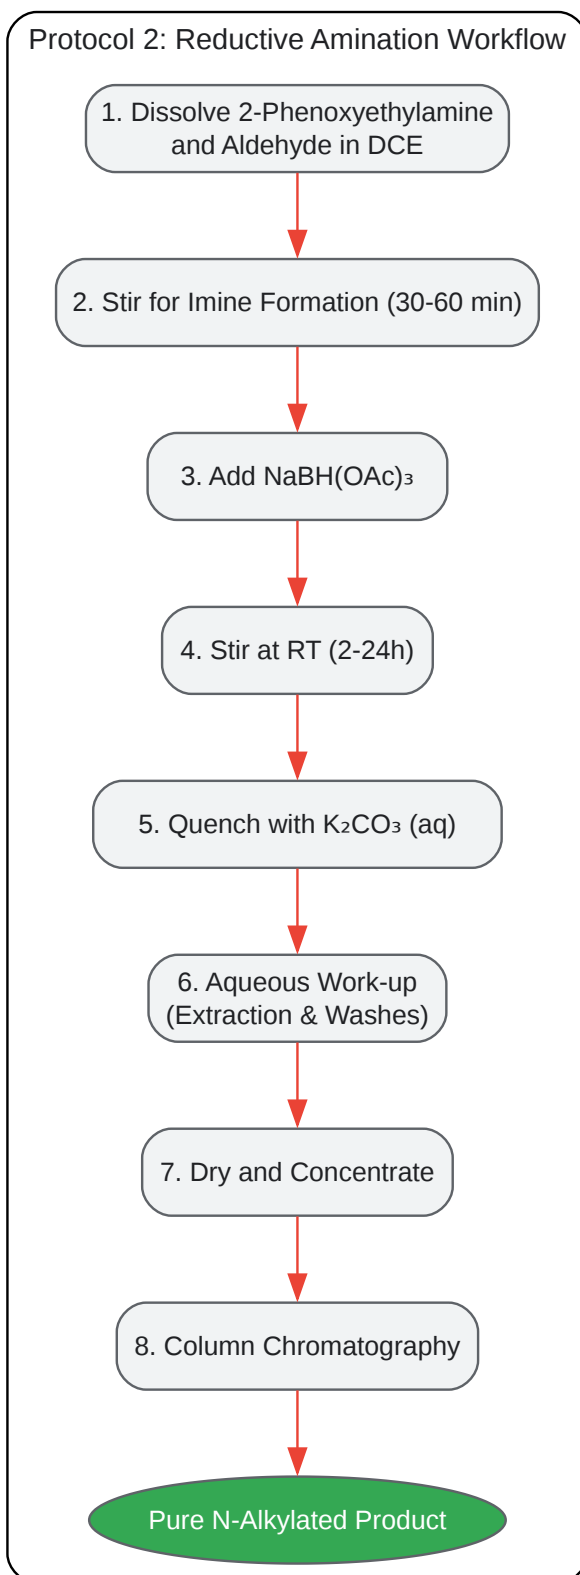 Protocol 2: Reductive Amination Workflow
1. Dissolve 2-Phenoxyethylamine
and Aldehyde in DCE
2. Stir for Imine Formation (30-60 min)
3. Add NaBH(OAc)₃
4. Stir at RT (2-24h)
5. Quench with K₂CO₃ (aq)
6. Aqueous Work-up
(Extraction & Washes)
7. Dry and Concentrate
8. Column Chromatography
Pure N-Alkylated Product